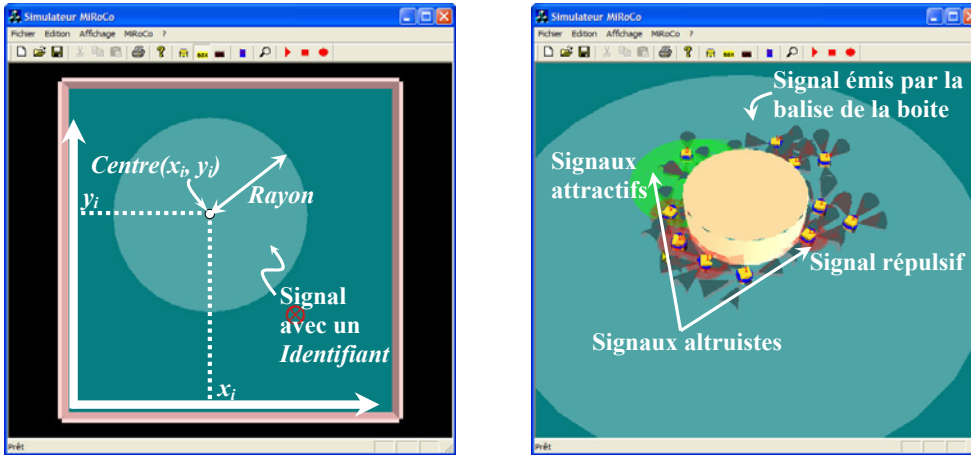 Simulateur MiRoCo
Fichier Edition Affichage MiRoCo ?
Centre(xi, yi)
yi
Rayon
Signal
avec un
Identifiant
xi
Prêt
Simulateur MiRoCo
Fichier Edition Affichage MiRoCo ?
Signal émis par la
balise de la boite
Signaux
attractifs
Signal répulsif
Signaux altruistes
Prêt